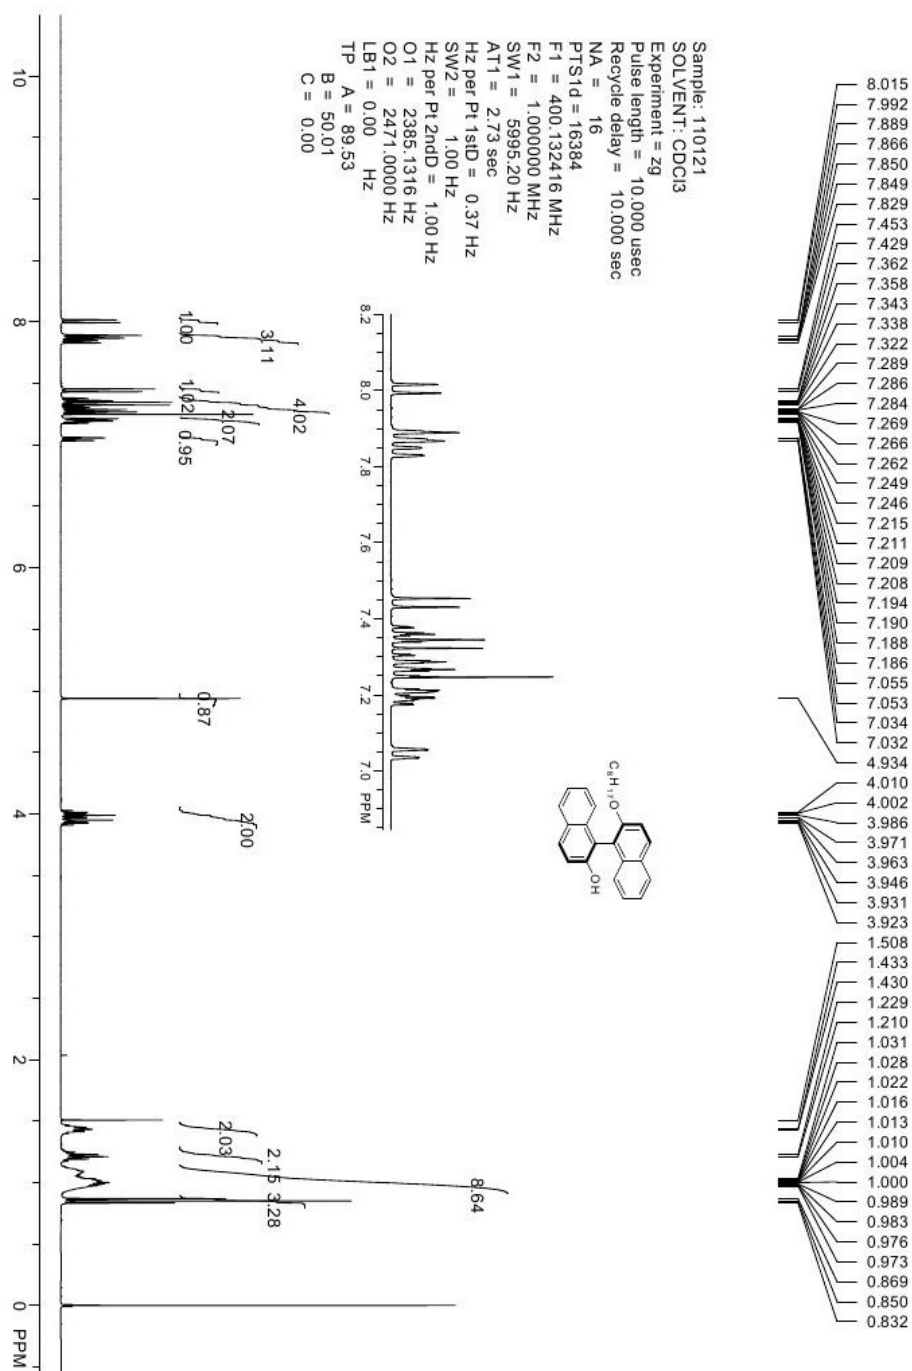 Sample: 110121
SOLVENT: CDCl3
Experiment = zg
Pulse length = 10.000 usec
Recycle delay = 10.000 sec
NA = 16
PTS1d = 16384
F1 = 400.132416 MHz
F2 = 1.000000 MHz
SW1 = 5995.20 Hz
AT1 = 2.73 sec
Hz per Pt 1stD = 0.37 Hz
SW2 = 1.00 Hz
Hz per Pt 2ndD = 1.00 Hz
O1 = 2385.1316 Hz
O2 = 2471.0000 Hz
LB1 = 0.00 Hz
TP A = 89.53
B = 50.01
C = 0.00
8.015
7.992
7.889
7.866
7.850
7.849
7.829
7.453
7.429
7.362
7.358
7.343
7.338
7.322
7.289
7.286
7.284
7.269
7.266
7.262
7.249
7.246
7.215
7.211
7.209
7.208
7.194
7.190
7.188
7.186
7.055
7.053
7.034
7.032
4.934
4.010
4.002
3.986
3.971
3.963
3.946
3.931
3.923
1.508
1.433
1.430
1.229
1.210
1.031
1.028
1.022
1.016
1.013
1.010
1.004
1.000
0.989
0.983
0.976
0.973
0.869
0.850
0.832
C8H17O
OH
8.2 8.0 7.8 7.6 7.4 7.2 7.0 PPM
1.00 3.11 1.02 4.02 2.07 0.95 0.87 2.00 2.03 2.15 8.64 3.28
10 8 6 4 2 0 PPM